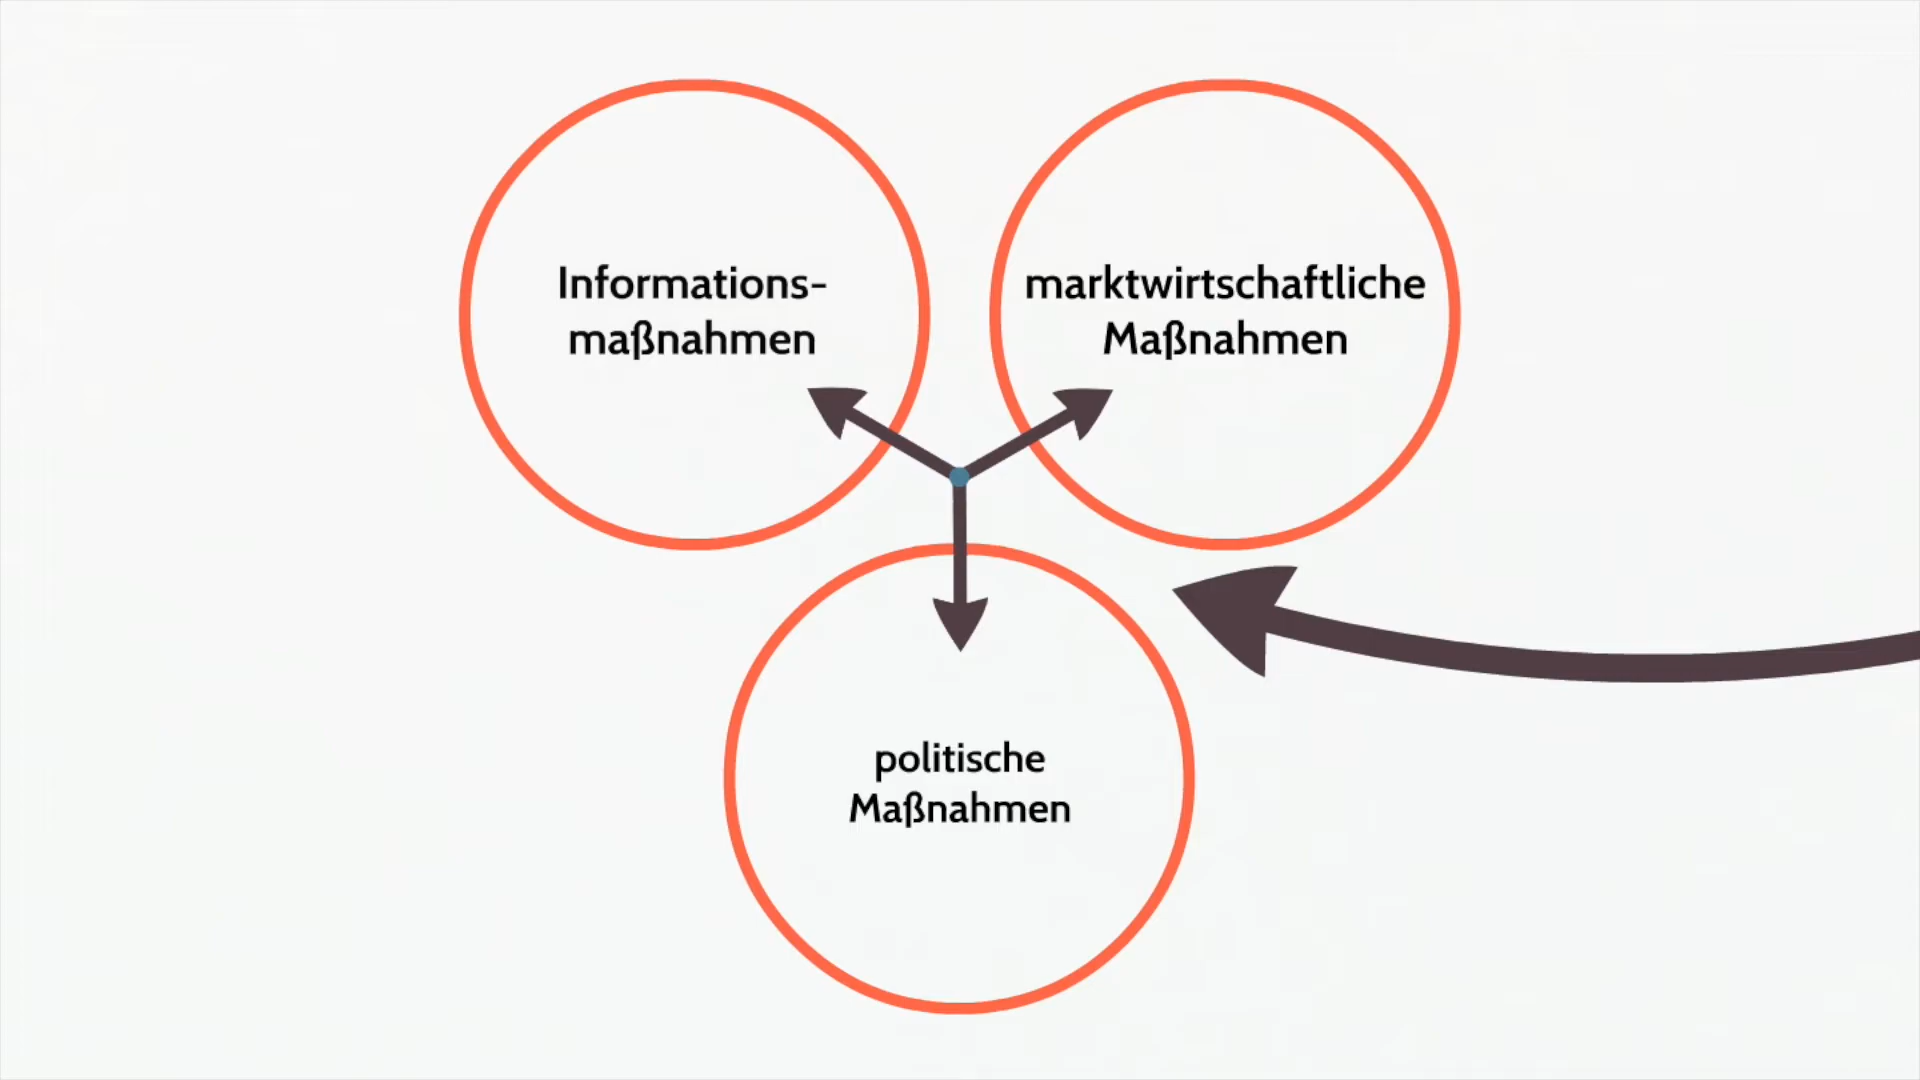 Informations-
maßnahmen
marktwirtschaftliche
Maßnahmen
politische
Maßnahmen